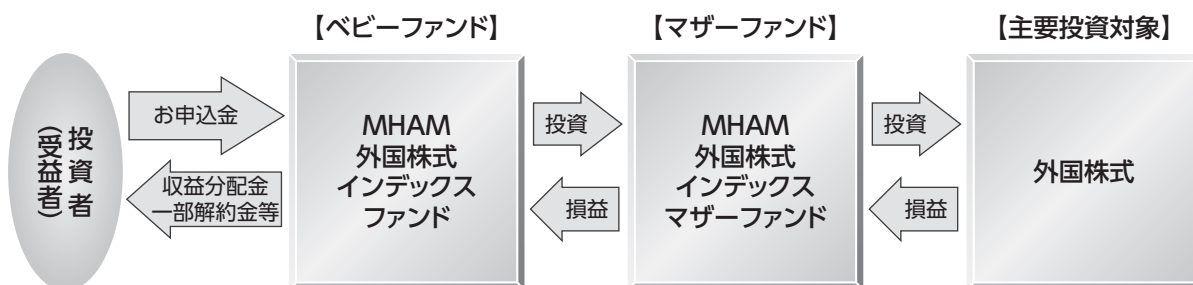 【ベビーファンド】
【マザーファンド】
【主要投資対象】
投資者
(受益者)
お申込金
収益分配金
一部解約金等
MHAM
外国株式
インデックス
ファンド
投資
損益
MHAM
外国株式
インデックス
マザーファンド
投資
損益
外国株式